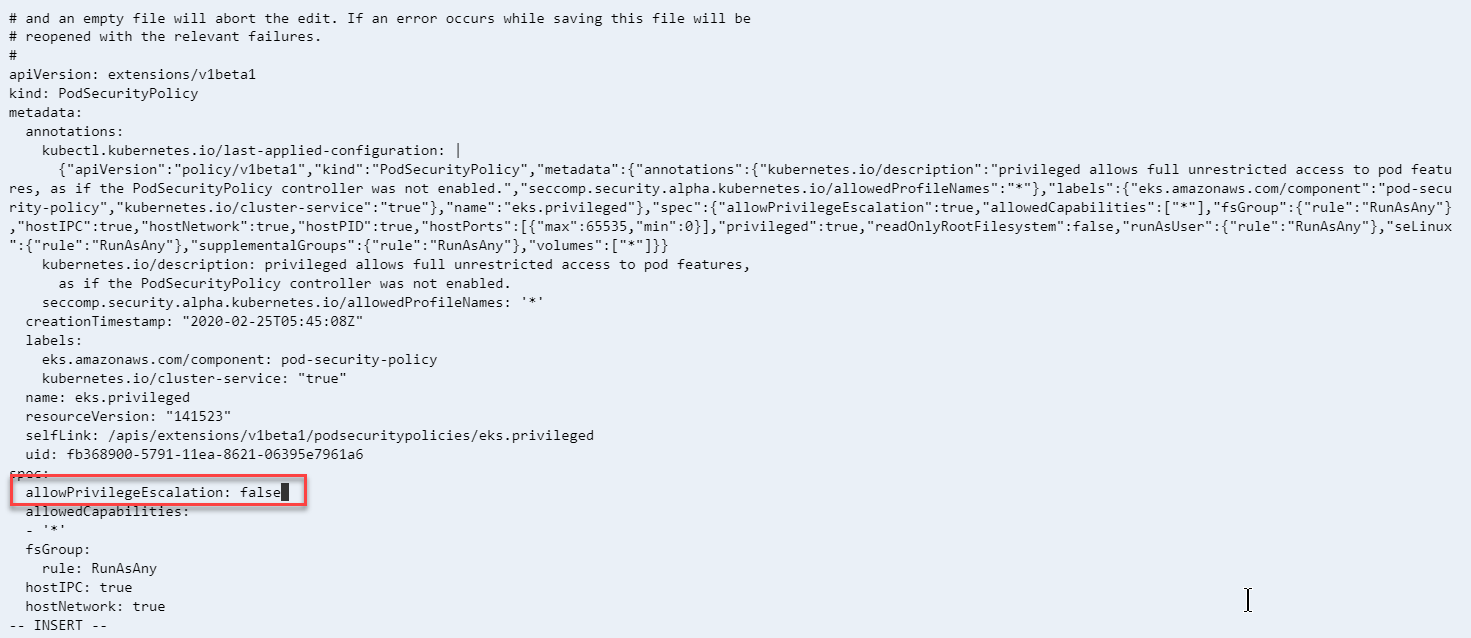 # and an empty file will abort the edit. If an error occurs while saving this file will be
# reopened with the relevant failures.
#
apiVersion: extensions/v1beta1
kind: PodSecurityPolicy
metadata:
  annotations:
    kubectl.kubernetes.io/last-applied-configuration: |
      {"apiVersion":"policy/v1beta1","kind":"PodSecurityPolicy","metadata":{"annotations":{"kubernetes.io/description":"privileged allows full unrestricted access to pod featu
res, as if the PodSecurityPolicy controller was not enabled.","seccomp.security.alpha.kubernetes.io/allowedProfileNames":"*"},"labels":{"eks.amazonaws.com/component":"pod-secu
rity-policy","kubernetes.io/cluster-service":"true"},"name":"eks.privileged"},"spec":{"allowPrivilegeEscalation":true,"allowedCapabilities":["*"],"fsGroup":{"rule":"RunAsAny"}
,"hostIPC":true,"hostNetwork":true,"hostPID":true,"hostPorts":[{"max":65535,"min":0}],"privileged":true,"readOnlyRootFilesystem":false,"runAsUser":{"rule":"RunAsAny"},"seLinux
":{"rule":"RunAsAny"},"supplementalGroups":{"rule":"RunAsAny"},"volumes":["*"]}}
    kubernetes.io/description: privileged allows full unrestricted access to pod features,
      as if the PodSecurityPolicy controller was not enabled.
    seccomp.security.alpha.kubernetes.io/allowedProfileNames: '*'
  creationTimestamp: "2020-02-25T05:45:08Z"
  labels:
    eks.amazonaws.com/component: pod-security-policy
    kubernetes.io/cluster-service: "true"
  name: eks.privileged
  resourceVersion: "141523"
  selfLink: /apis/extensions/v1beta1/podsecuritypolicies/eks.privileged
  uid: fb368900-5791-11ea-8621-06395e7961a6
spec:
  allowPrivilegeEscalation: false
  allowedCapabilities:
  - '*'
  fsGroup:
    rule: RunAsAny
  hostIPC: true
  hostNetwork: true
-- INSERT --